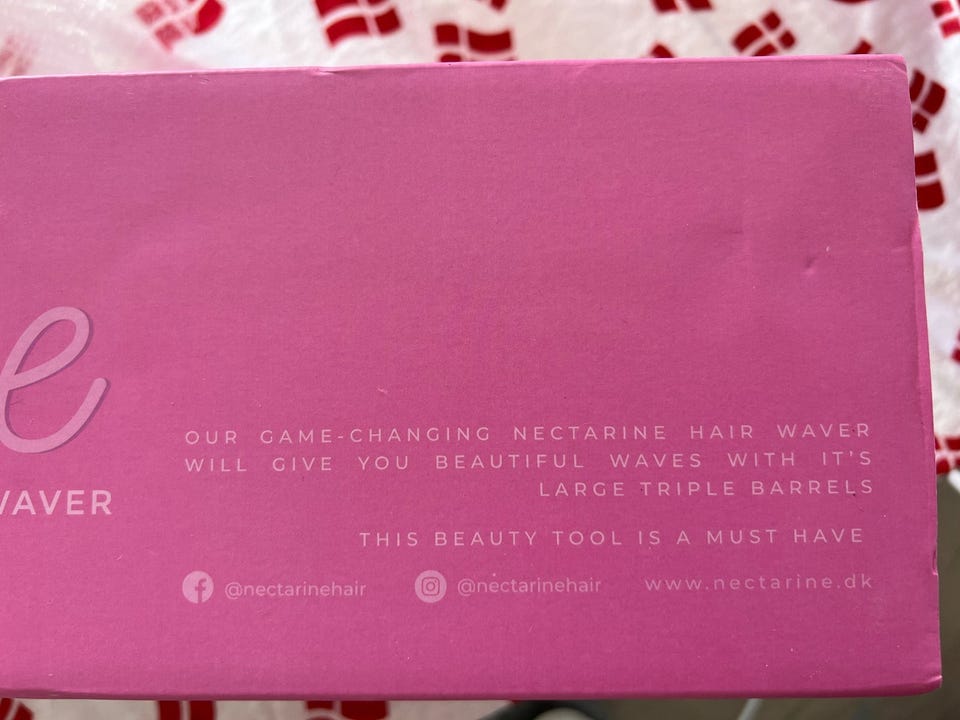 e
WAVER
OUR GAME-CHANGING NECTARINE HAIR WAVER
WILL GIVE YOU BEAUTIFUL WAVES WITH IT'S
LARGE TRIPLE BARRELS
THIS BEAUTY TOOL IS A MUST HAVE
@nectarinehair @nectarinehair www.nectarine.dk